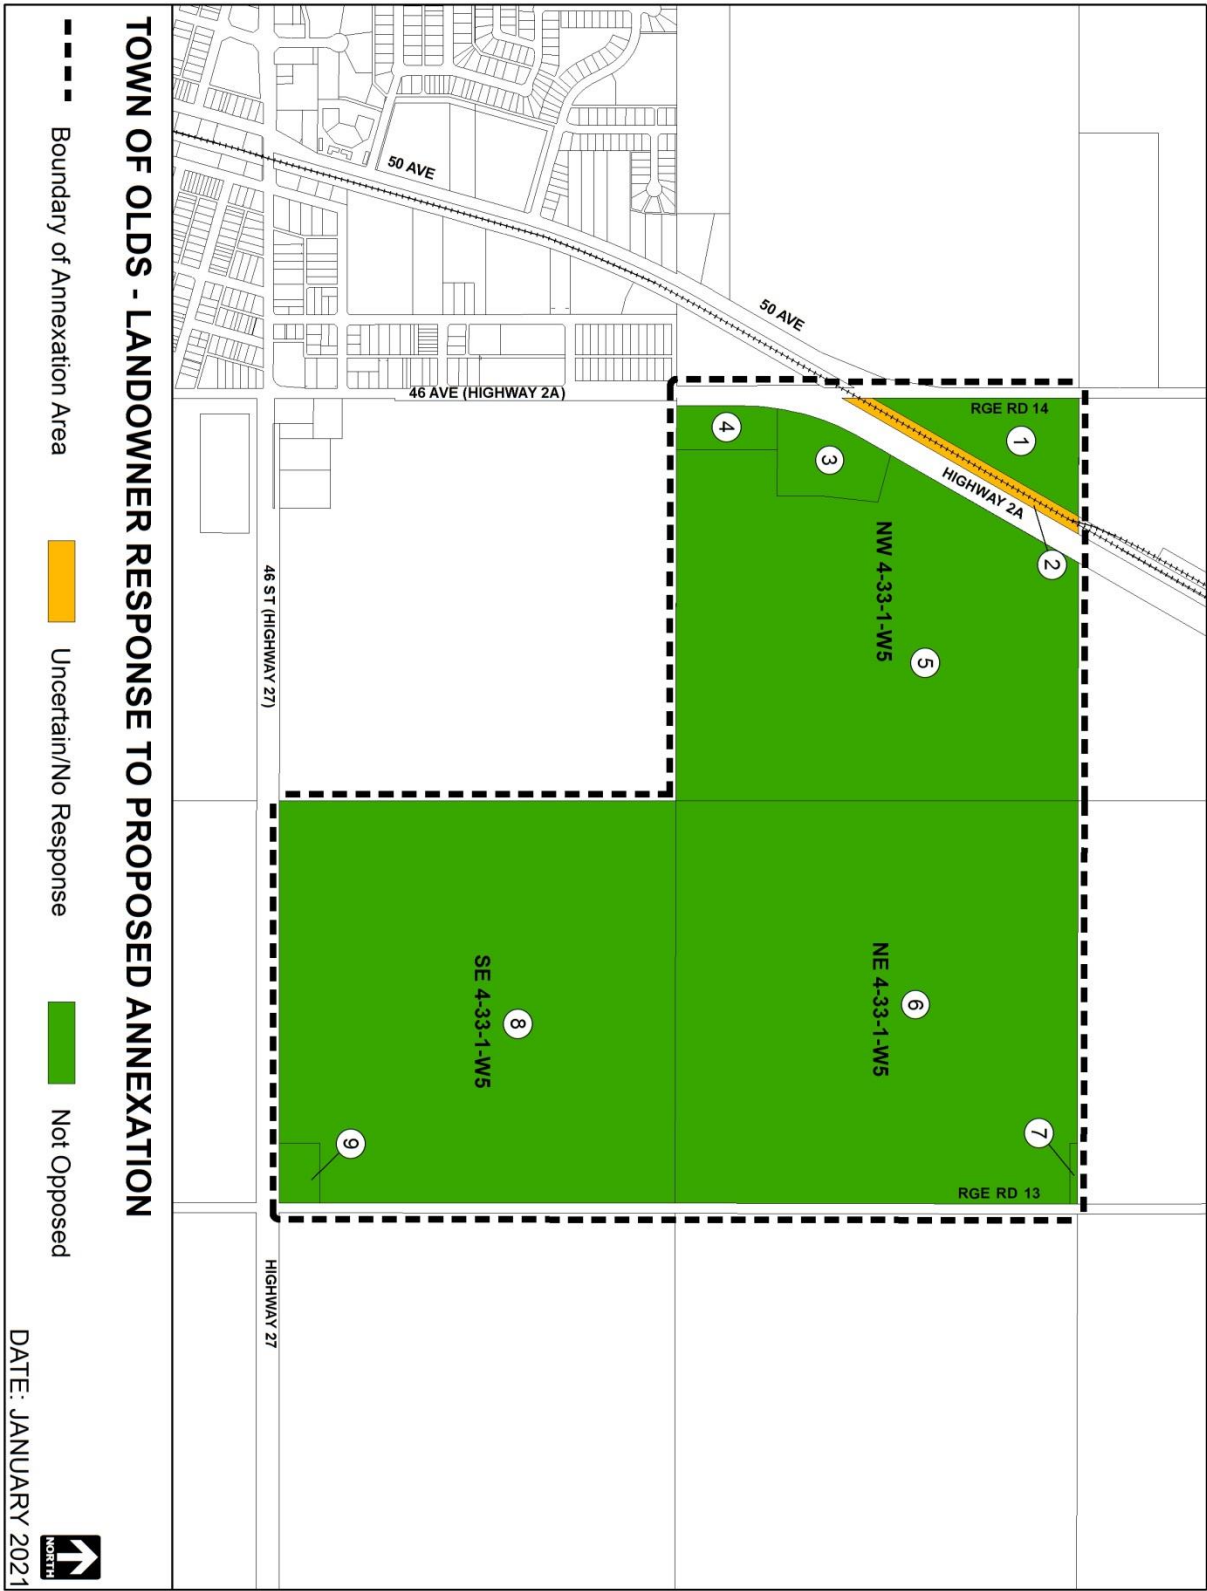 TOWN OF OLDS - LANDOWNER RESPONSE TO PROPOSED ANNEXATION
Boundary of Annexation Area
Uncertain/No Response
Not Opposed
DATE: JANUARY 2021
NORTH
50 AVE
50 AVE
46 AVE (HIGHWAY 2A)
RGE RD 14
1
HIGHWAY 2A
2
3
4
NW 4-33-1-W5
5
NE 4-33-1-W5
6
7
RGE RD 13
SE 4-33-1-W5
8
9
46 ST (HIGHWAY 27)
HIGHWAY 27